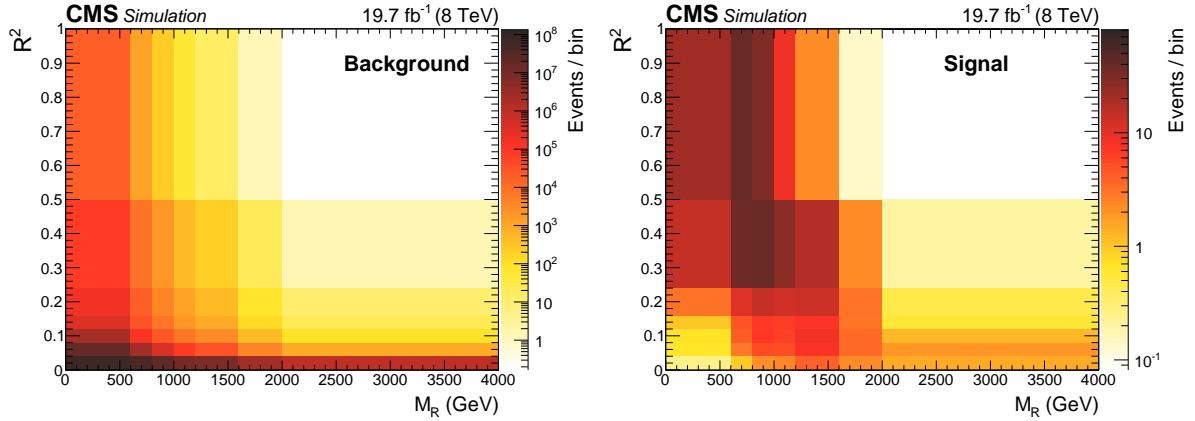 CMS Simulation 19.7 fb⁻¹ (8 TeV)
R²
Background
Events / bin
0 0.1 0.2 0.3 0.4 0.5 0.6 0.7 0.8 0.9 1
0 500 1000 1500 2000 2500 3000 3500 4000
M_R (GeV)
1 10 10² 10³ 10⁴ 10⁵ 10⁶ 10⁷ 10⁸
CMS Simulation 19.7 fb⁻¹ (8 TeV)
R²
Signal
Events / bin
0 0.1 0.2 0.3 0.4 0.5 0.6 0.7 0.8 0.9 1
0 500 1000 1500 2000 2500 3000 3500 4000
M_R (GeV)
10⁻¹ 1 10